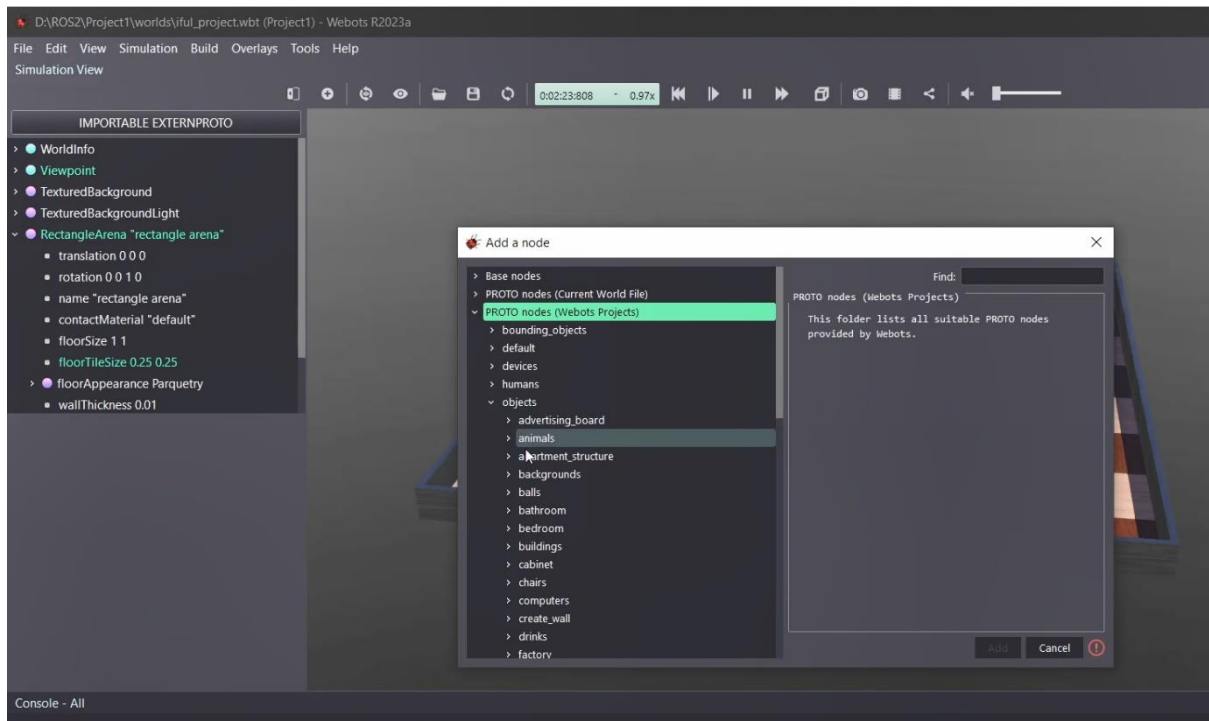 D:\ROS2\Project1\worlds\iful_project.wbt (Project1) - Webots R2023a
File Edit View Simulation Build Overlays Tools Help
Simulation View
0:02:23:808 - 0.97x
IMPORTABLE EXTERNPROTO
WorldInfo
Viewpoint
TexturedBackground
TexturedBackgroundLight
RectangleArena "rectangle arena"
translation 0 0 0
rotation 0 0 1 0
name "rectangle arena"
contactMaterial "default"
floorSize 1 1
floorTileSize 0.25 0.25
floorAppearance Parquetry
wallThickness 0.01
Add a node
Base nodes
PROTO nodes (Current World File)
PROTO nodes (Webots Projects)
bounding_objects
default
devices
humans
objects
advertising_board
animals
apartment_structure
backgrounds
balls
bathroom
bedroom
buildings
cabinet
chairs
computers
create_wall
drinks
factory
Find:
PROTO nodes (Webots Projects)
This folder lists all suitable PROTO nodes
provided by Webots.
Add Cancel
Console - All